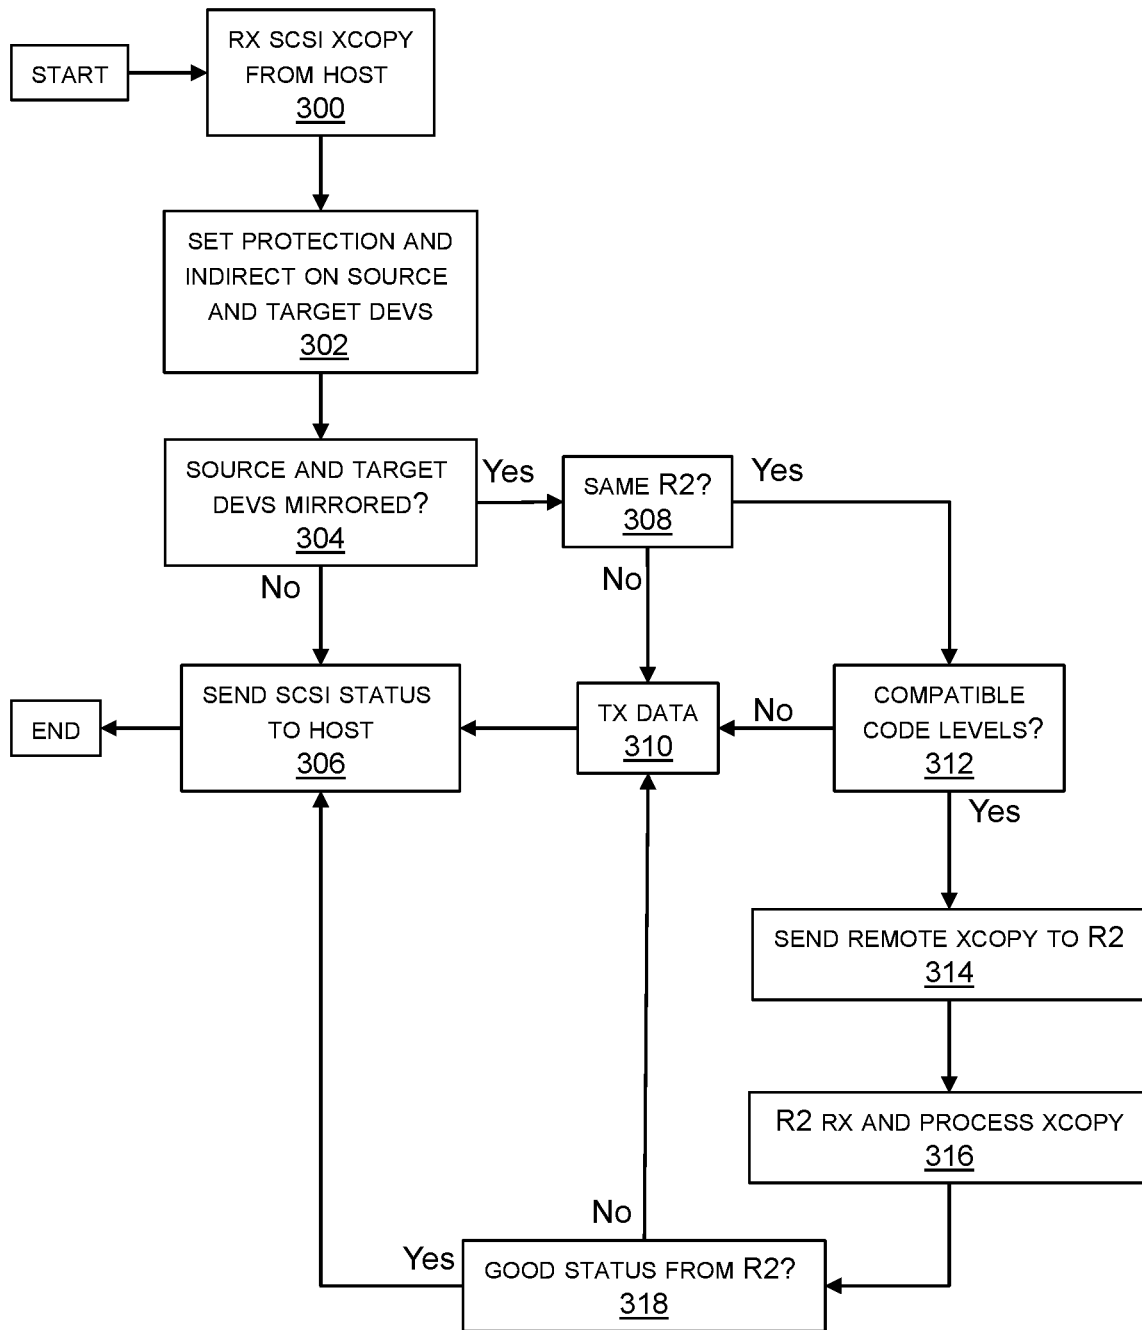 START
RX SCSI XCOPY
FROM HOST
300
SET PROTECTION AND
INDIRECT ON SOURCE
AND TARGET DEVS
302
SOURCE AND TARGET
DEVS MIRRORED?
304
Yes
SAME R2?
308
Yes
No
No
SEND SCSI STATUS
TO HOST
306
END
TX DATA
310
No
COMPATIBLE
CODE LEVELS?
312
Yes
SEND REMOTE XCOPY TO R2
314
R2 RX AND PROCESS XCOPY
316
No
Yes
GOOD STATUS FROM R2?
318